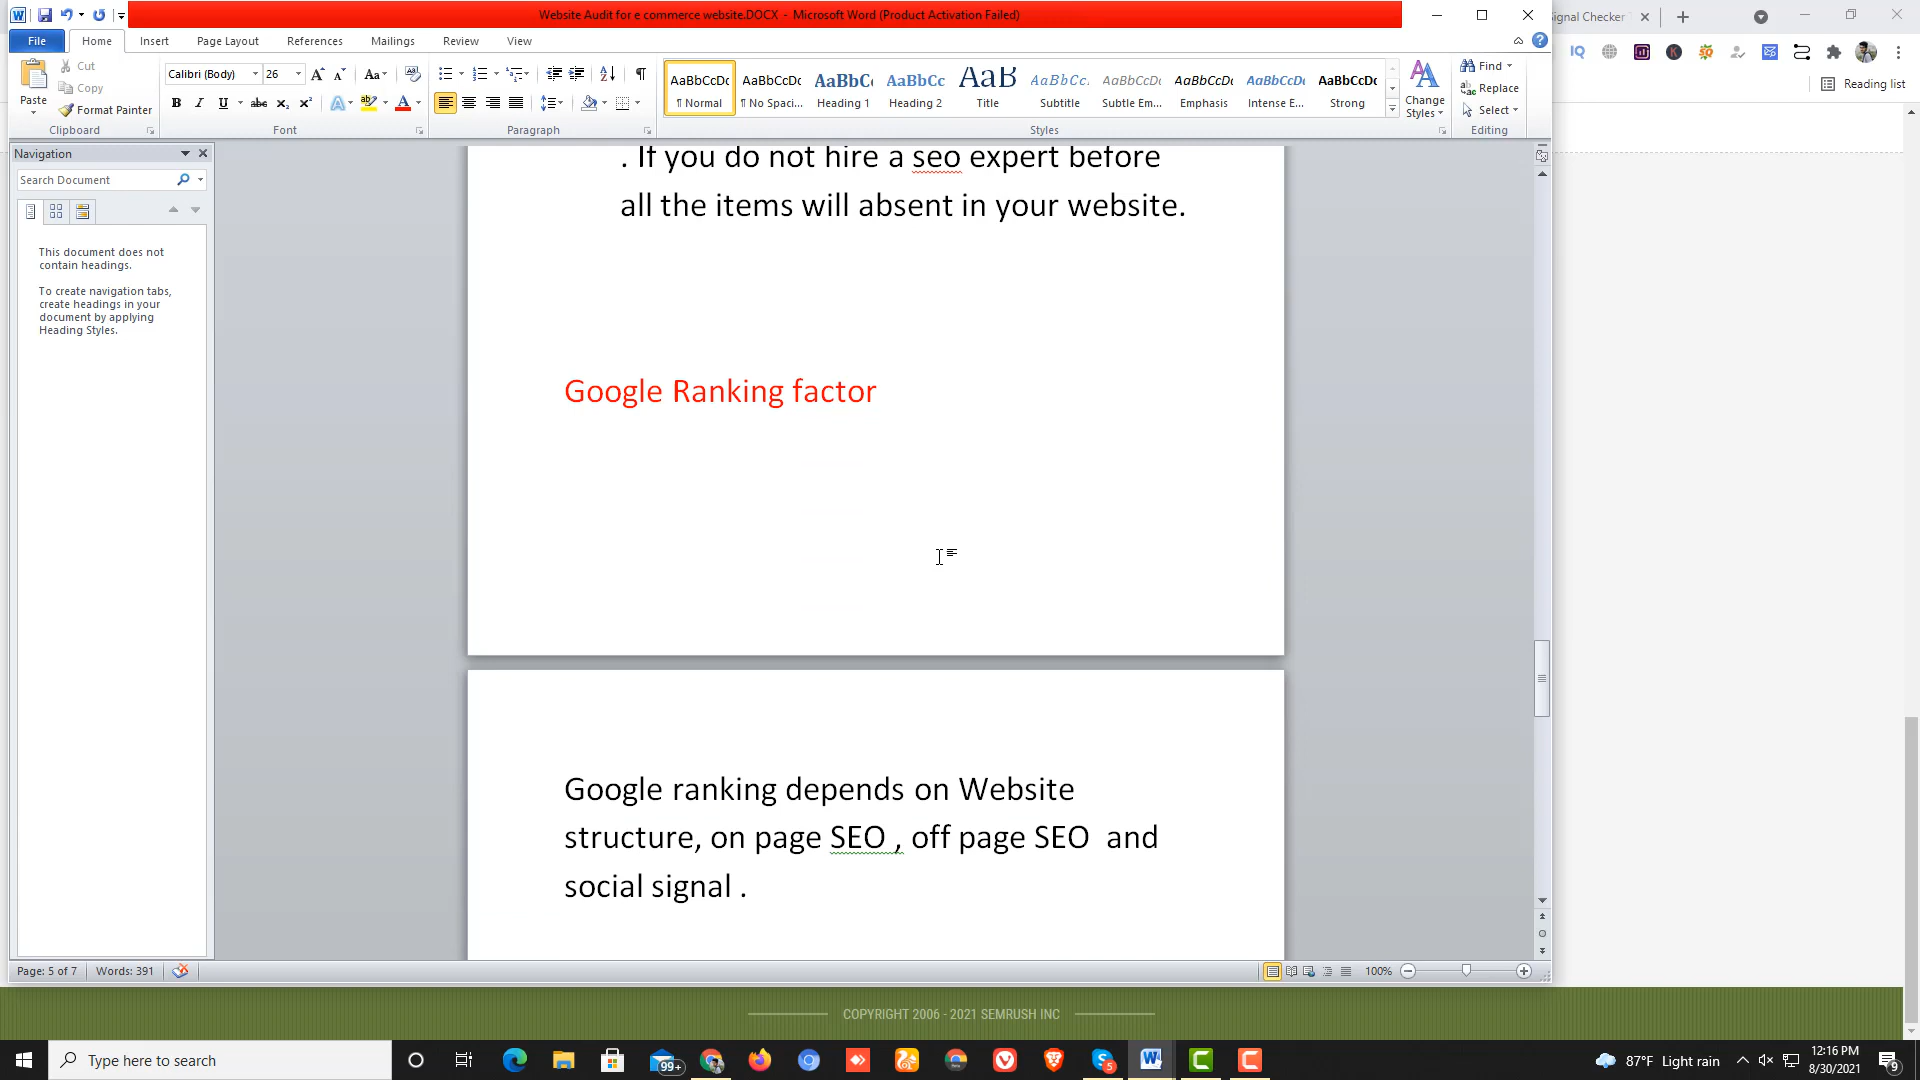 Website Audit for e commerce website.DOCX - Microsoft Word (Product Activation Failed)
Signal Checker
File Home Insert Page Layout References Mailings Review View
Reading list
Paste
Cut
Copy
Format Painter
Clipboard
Calibri (Body) 26
Font
Paragraph
AaBbCcDc AaBbCcDc AaBbC AaBbCc AaB AaBbCc. AaBbCcDc AaBbCcDc AaBbCcDc AaBbCcDc
¶ Normal ¶ No Spaci... Heading 1 Heading 2 Title Subtitle Subtle Em... Emphasis Intense E... Strong
Styles
Change
Styles
Find
Replace
Select
Editing
Navigation
Search Document
This document does not
contain headings.
To create navigation tabs,
create headings in your
document by applying
Heading Styles.
. If you do not hire a seo expert before
all the items will absent in your website.
Google Ranking factor
Google ranking depends on Website
structure, on page SEO , off page SEO  and
social signal .
Page: 5 of 7 Words: 391
100%
COPYRIGHT 2006 - 2021 SEMRUSH INC
Type here to search
99+
5
87°F Light rain
12:16 PM
8/30/2021
9